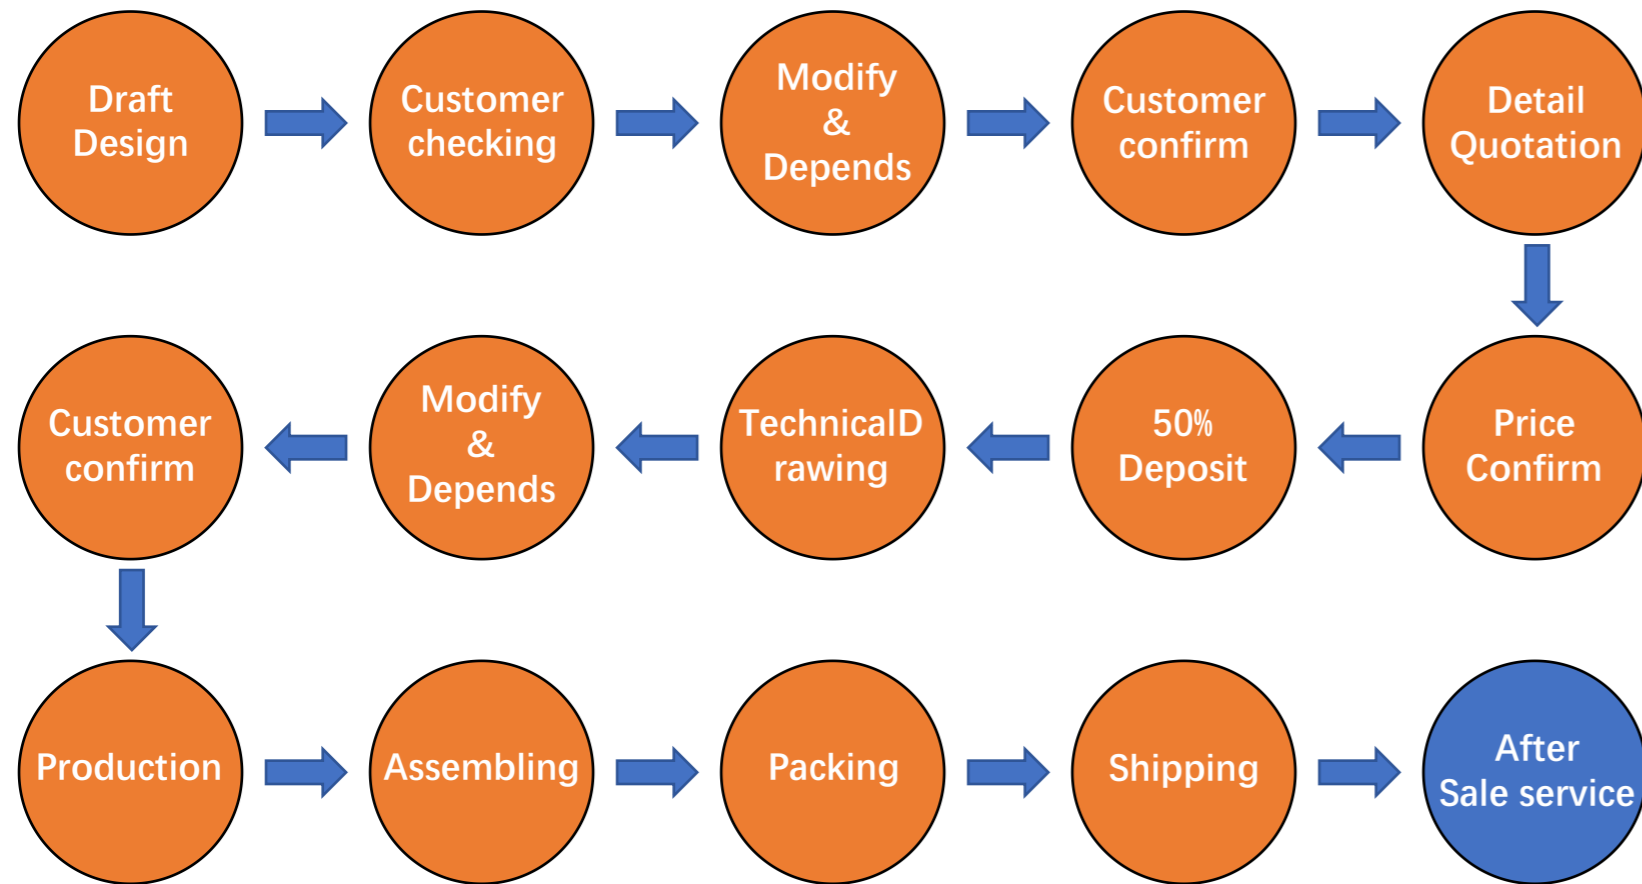 Draft
Design
Customer
checking
Modify
&
Depends
Customer
confirm
Detail
Quotation
Customer
confirm
Modify
&
Depends
TechnicalD
rawing
50%
Deposit
Price
Confirm
Production
Assembling
Packing
Shipping
After
Sale service